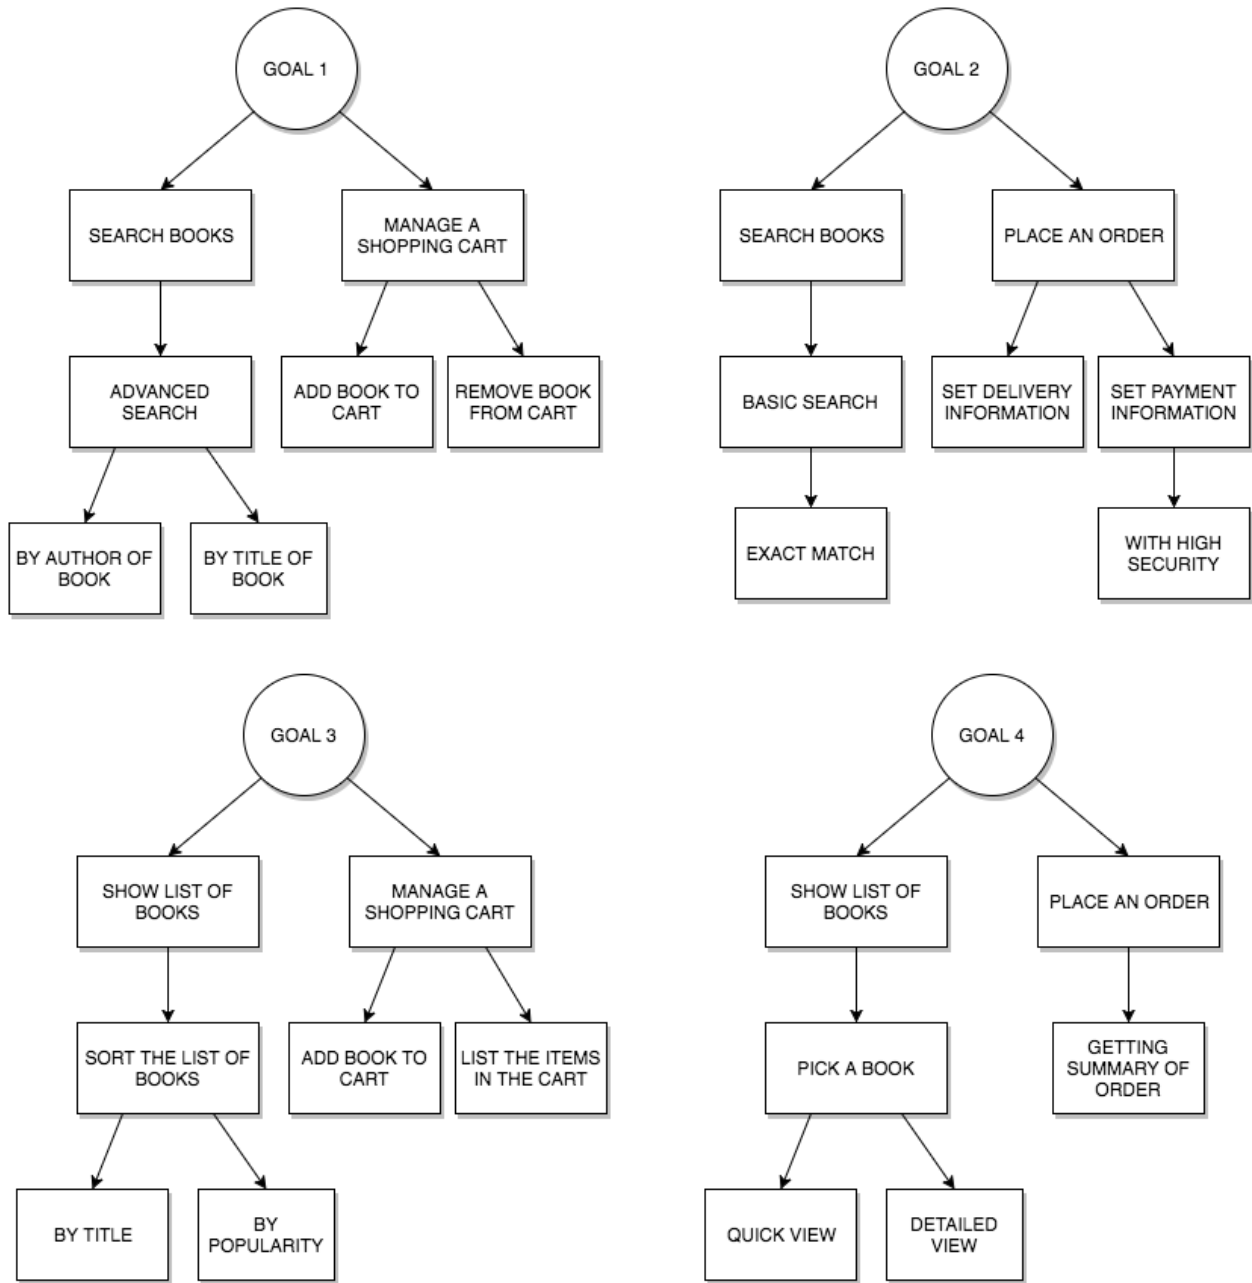 GOAL 1
GOAL 2
SEARCH BOOKS
MANAGE A
SHOPPING CART
SEARCH BOOKS
PLACE AN ORDER
ADVANCED
SEARCH
ADD BOOK TO
CART
REMOVE BOOK
FROM CART
BASIC SEARCH
SET DELIVERY
INFORMATION
SET PAYMENT
INFORMATION
BY AUTHOR OF
BOOK
BY TITLE OF
BOOK
EXACT MATCH
WITH HIGH
SECURITY
GOAL 3
GOAL 4
SHOW LIST OF
BOOKS
MANAGE A
SHOPPING CART
SHOW LIST OF
BOOKS
PLACE AN ORDER
SORT THE LIST OF
BOOKS
ADD BOOK TO
CART
LIST THE ITEMS
IN THE CART
PICK A BOOK
GETTING
SUMMARY OF
ORDER
BY TITLE
BY
POPULARITY
QUICK VIEW
DETAILED
VIEW